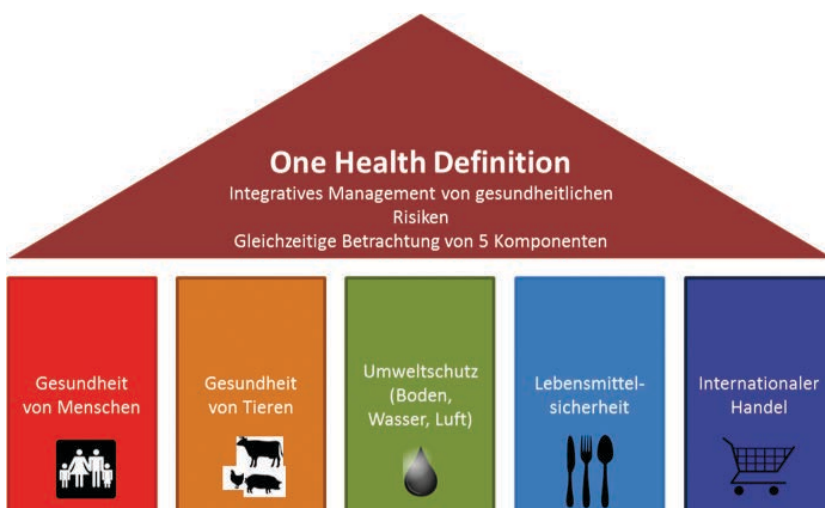 One Health Definition
Integratives Management von gesundheitlichen
Risiken
Gleichzeitige Betrachtung von 5 Komponenten
Gesundheit
von Menschen
Gesundheit
von Tieren
Umweltschutz
(Boden,
Wasser, Luft)
Lebensmittel-
sicherheit
Internationaler
Handel